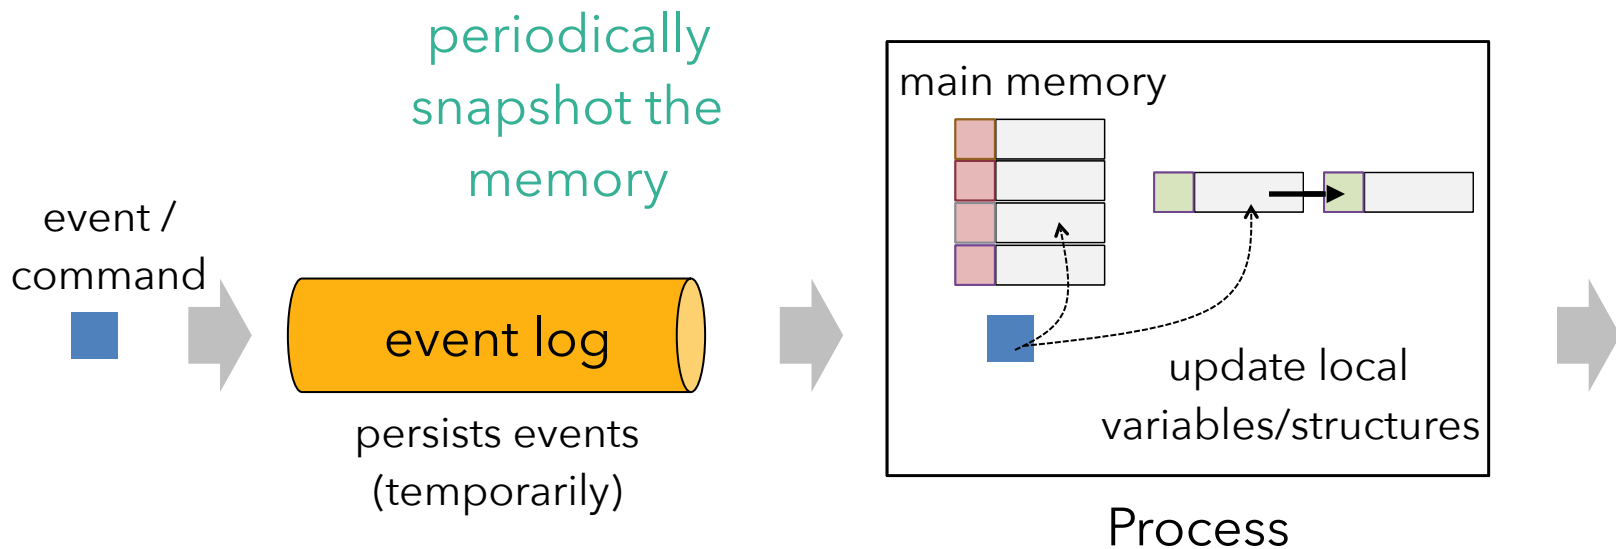 periodically
snapshot the
memory
event /
command
event log
persists events
(temporarily)
main memory
update local
variables/structures
Process